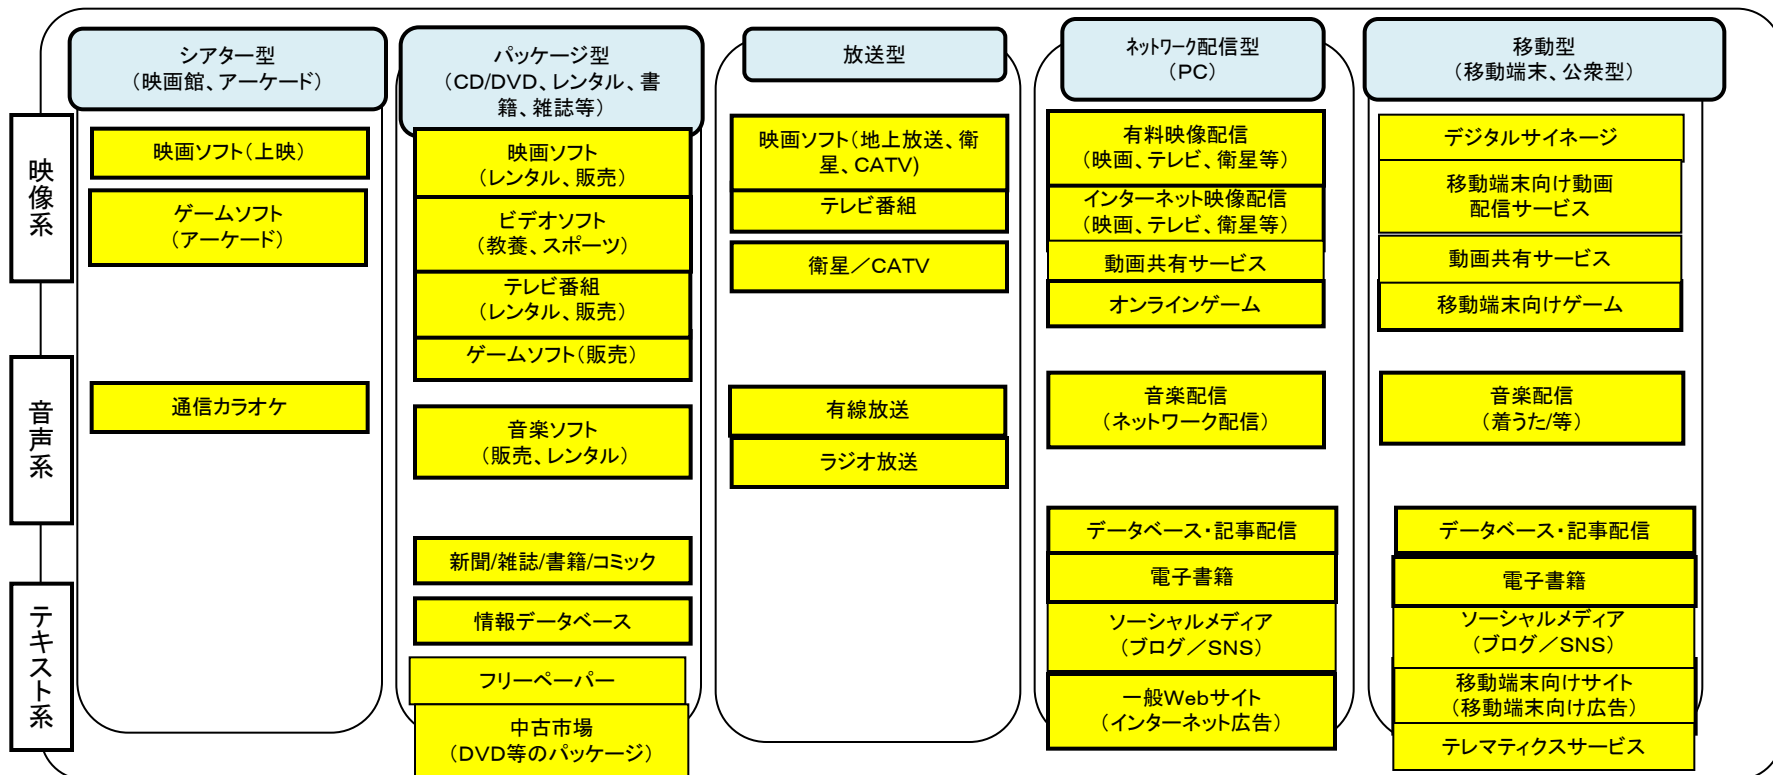 シアター型
（映画館、アーケード）
パッケージ型
（CD/DVD、レンタル、書
籍、雑誌等）
放送型
ネットワーク配信型
（PC）
移動型
（移動端末、公衆型）
映像系
音声系
テキスト系
映画ソフト（上映）
ゲームソフト
（アーケード）
通信カラオケ
映画ソフト
（レンタル、販売）
ビデオソフト
（教養、スポーツ）
テレビ番組
（レンタル、販売）
ゲームソフト（販売）
音楽ソフト
（販売、レンタル）
新聞/雑誌/書籍/コミック
情報データベース
フリーペーパー
中古市場
（DVD等のパッケージ）
映画ソフト（地上放送、衛
星、CATV)
テレビ番組
衛星／CATV
有線放送
ラジオ放送
有料映像配信
（映画、テレビ、衛星等）
インターネット映像配信
（映画、テレビ、衛星等）
動画共有サービス
オンラインゲーム
音楽配信
（ネットワーク配信）
データベース・記事配信
電子書籍
ソーシャルメディア
（ブログ／SNS）
一般Webサイト
（インターネット広告）
デジタルサイネージ
移動端末向け動画
配信サービス
動画共有サービス
移動端末向けゲーム
音楽配信
（着うた/等）
データベース・記事配信
電子書籍
ソーシャルメディア
（ブログ／SNS）
移動端末向けサイト
（移動端末向け広告）
テレマティクスサービス